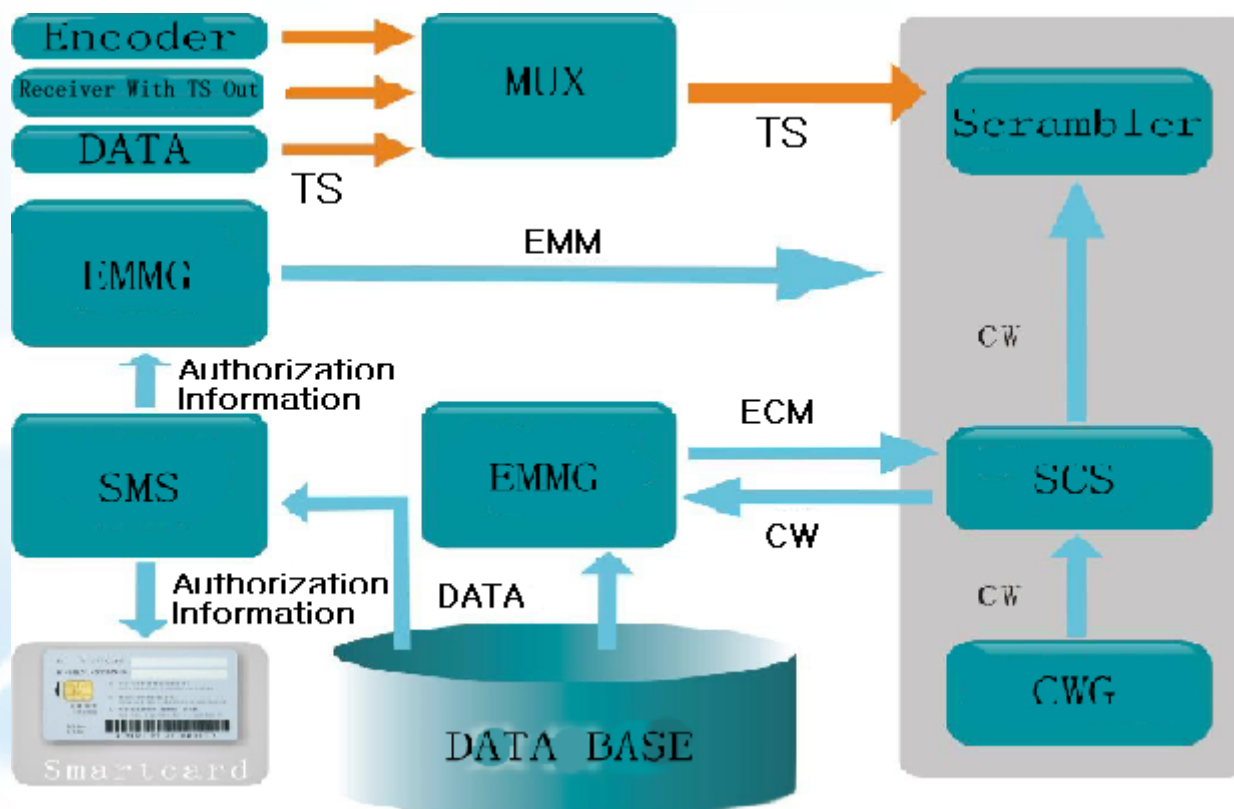 Encoder
Receiver With TS Out
DATA
TS
MUX
TS
Scrambler
EMMG
EMM
CW
Authorization
Information
SMS
EMMG
ECM
CW
SCS
Authorization
Information
DATA
CW
CWG
DATA BASE
Smartcard